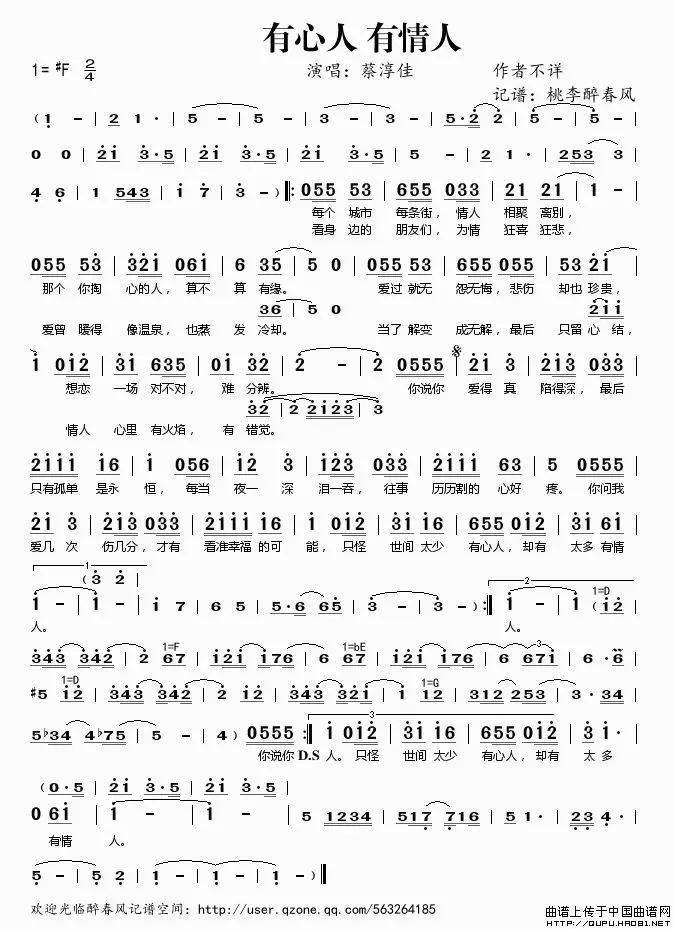 有心人 有情人
1= #F 2/4 演唱：蔡淳佳 作者不详
记谱：桃李醉春风
(1 - | 2 1· | 5 - | 5 - | 3 - | 3 - | 5·2 2 | 5 - | 5 -
0 0 | 21 3·5 | 21 3·5 | 21 3·5 | 5 - | 2 1· | 253 3
4 6 | 1 543 | 1 7 | 3 - ) ‖: 055 53 | 655 033 | 21 21 | 1 - |
每个 城市 每条街，情人 相聚 离别，
看身 边的 朋友们，为情 狂喜 狂悲，
055 53 | 321 061 | 6 35 | 5 0 | 055 53 | 655 055 | 53 21 |
那个 你掏 心的人，算不 算 有缘。 爱过 就无 怨无悔，悲伤 却也 珍贵，
36 | 5 0 211
爱曾 暖得 像温泉，也蒸 发 冷却。 当了 解变 成无解，最后 只留 心 结，
1 012 | 31 635 | 01 32 | 2 - | 2 0555 | 21 3 | 213 033 |
想恋 一场 对不对，难 分辨。 你说你 爱得 真 陷得深，最后
32 | 2 2123 | 3
情人 心里 有火焰，有 错觉。
2111 16 | 1 056 | 12 3 | 123 033 | 2111 63 | 5 0555 |
只有孤单 是永 恒，每当 夜一 深 泪一吞，往事 历历割的 心好 疼。你问我
21 3 | 213 033 | 2111 16 | 1 012 | 31 16 | 655 012 | 31 216 |
爱几 次 伤几分，才有 看准幸福 的可 能，只怪 世间 太少 有心人，却有 太多 有情
1 (3 2 2 1=D
1 - | 1 - | 1 7 | 6 5 | 5·6 65 | 3 - | 3 - ) :‖ 1 - | 1 (12 |
人。 人。
1=F 1=bE 3
343 342 | 2 67 | 121 176 | 6 67 | 121 176 | 6 671 | 6 · 6 |
1=D 1=G
#5 12 | 343 342 | 2 12 | 343 321 | 1 12 | 312 253 | 3 · 34 |
3
5b34 4b75 | 5 - | 4 ) 0555 :‖ 1 012 | 31 16 | 655 012 | 31 1· |
你说你 D.S 人。只怪 世间 太少 有心人，却有 太 多
(0·5 | 21 3·5 | 21 3·5 | 21 3·5
061 | 1 - | 1 - | 5 1234 | 517 716 | 51· | 23 4· |
有情 人。
5 - | 5 2 | 1 - | 1 - )‖
欢迎光临醉春风记谱空间：http://user.qzone.qq.com/563264185
曲谱上传于中国曲谱网
HTTP://QUPU.HAO81.NET